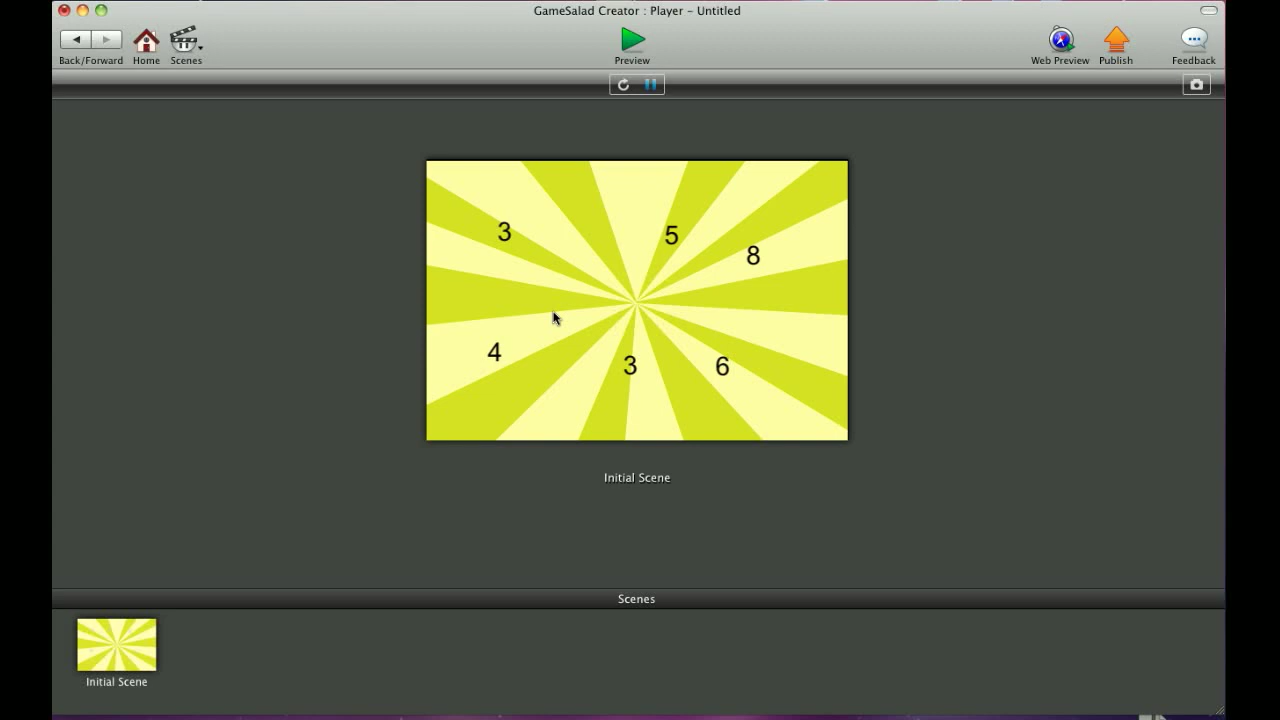 GameSalad Creator : Player – Untitled
Back/Forward Home Scenes Preview Web Preview Publish Feedback
3 5
8
4 3 6
Initial Scene
Scenes
Initial Scene